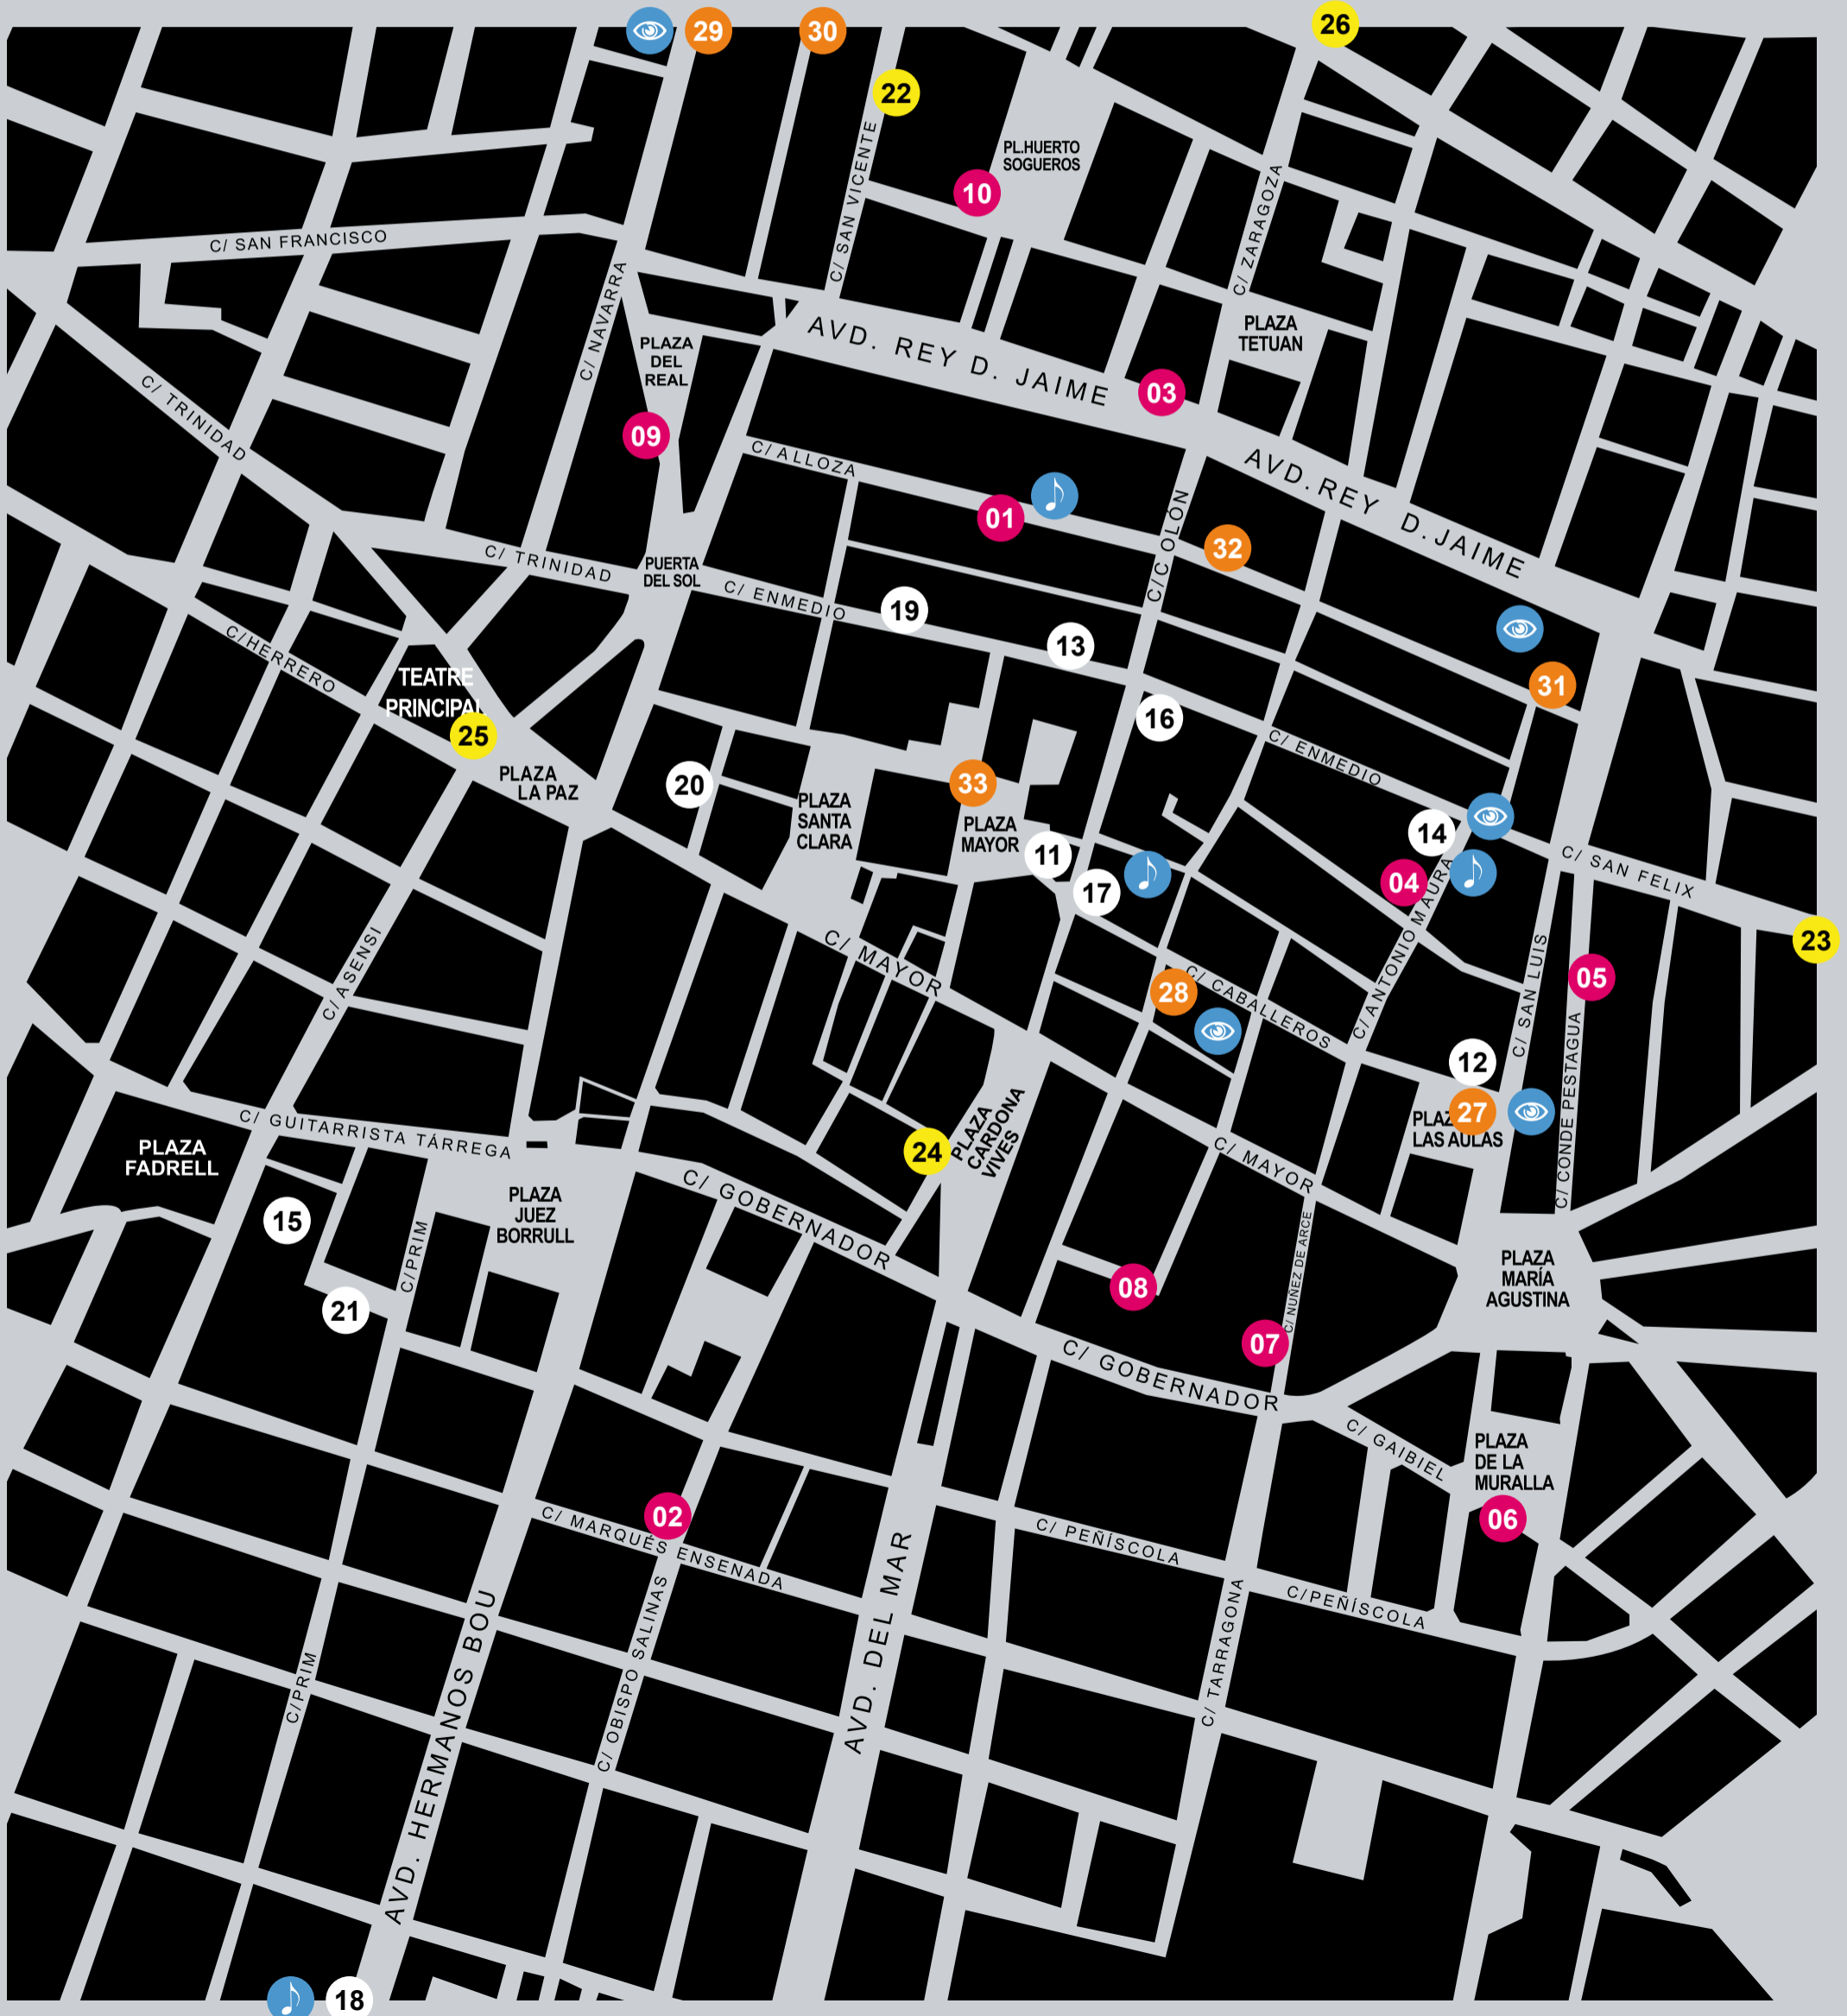 26
29
30
22
PL.HUERTO
SOGUEROS
10
C/ SAN VICENTE
C/ ZARAGOZA
C/ SAN FRANCISCO
C/ NAVARRA
PLAZA
DEL
REAL
AVD. REY D. JAIME
PLAZA
TETUAN
03
C/ TRINIDAD
09
C/ ALLOZA
01
AVD. REY D. JAIME
C/C OLÓN
32
C/ TRINIDAD
PUERTA
DEL SOL
C/ ENMEDIO
19
13
C/HERRERO
TEATRE
PRINCIPAL
25
31
16
C/ ENMEDIO
PLAZA
LA PAZ
20
33
PLAZA
SANTA
CLARA
PLAZA
MAYOR
11
14
C/ SAN FELIX
17
04
C/ ANTONIO MAURA
23
C/ ASENSI
C/ MAYOR
28
C/ CABALLEROS
C/ SAN LUIS
05
12
C/ CONDE PESTAGUA
27
PLAZ
LAS AULAS
C/ GUITARRISTA TÁRREGA
PLAZA
FADRELL
24
PLAZA
CARDONA
VIVES
C/ MAYOR
C/ GOBERNADOR
PLAZA
JUEZ
BORRULL
15
C/PRIM
C/ NUÑEZ DE ARCE
PLAZA
MARÍA
AGUSTINA
08
21
07
C/ GOBERNADOR
C/ GAIBIEL
PLAZA
DE LA
MURALLA
06
02
C/ MARQUÉS ENSENADA
C/ PEÑÍSCOLA
C/PEÑÍSCOLA
C/PRIM
AVD. HERMANOS BOU
C/ OBISPO SALINAS
AVD. DEL MAR
C/ TARRAGONA
18